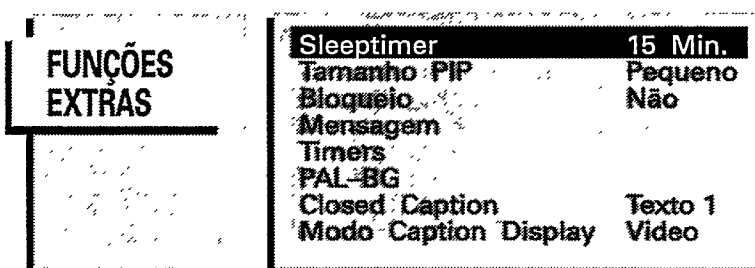 FUNÇÕES
EXTRAS
Sleeptimer 15 Min.
Tamanho PIP Pequeno
Bloqueio Não
Mensagem
Timers
PAL-BG
Closed Caption Texto 1
Modo Caption Display Video